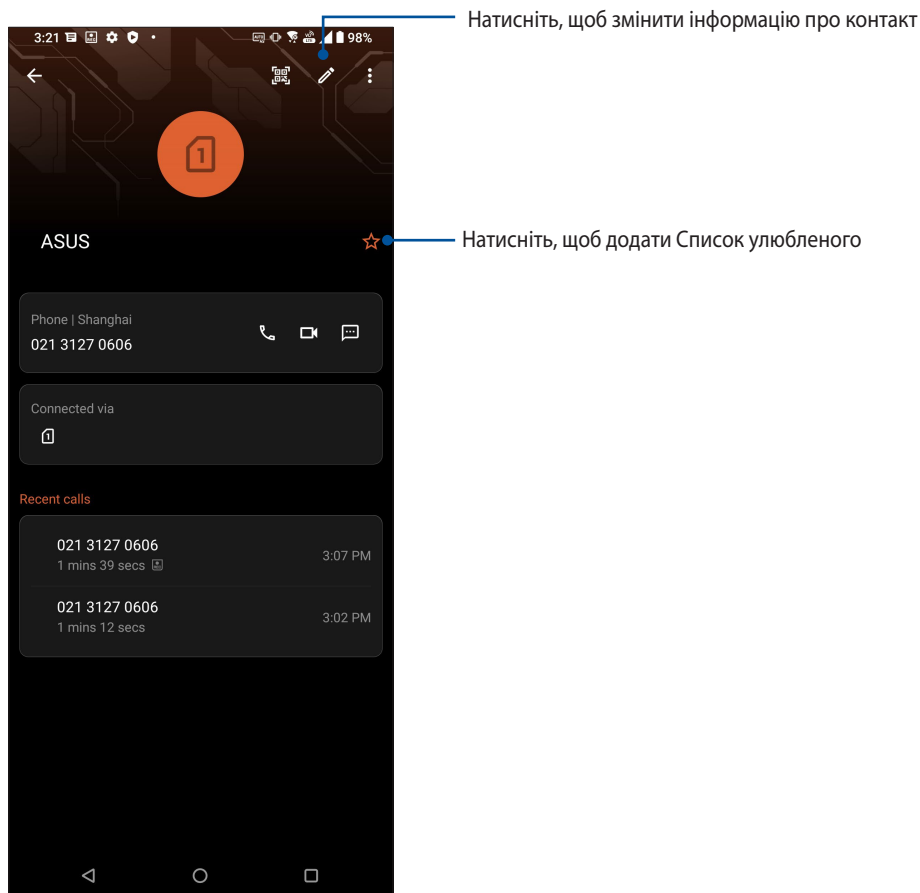 Натисніть, щоб змінити інформацію про контакт
3:21 98%
1
ASUS
Натисніть, щоб додати Список улюбленого
Phone | Shanghai
021 3127 0606
Connected via
1
Recent calls
021 3127 0606
3:07 PM
1 mins 39 secs
021 3127 0606
3:02 PM
1 mins 12 secs